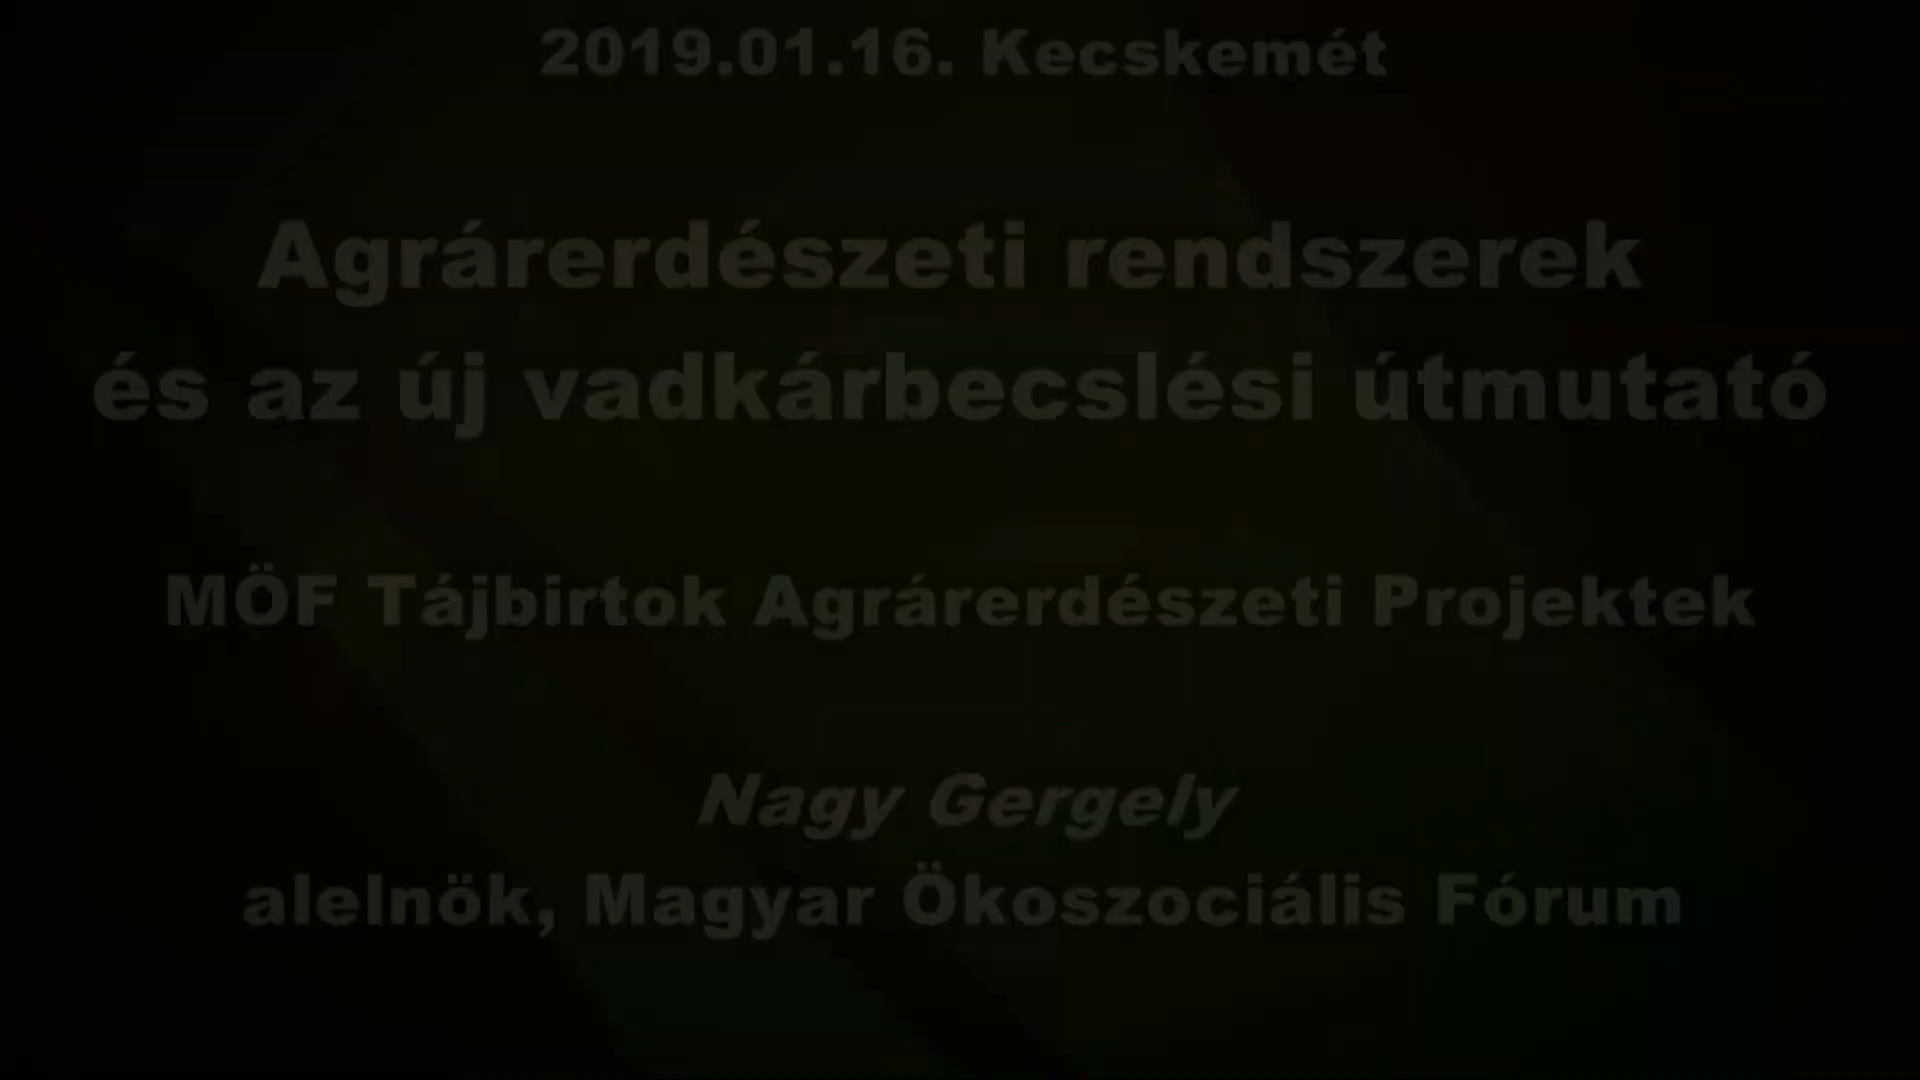 2019.01.16. Kecskemét
Agrárerdészeti rendszerek
és az új vadkárbecslési útmutató
MÖF Tájbirtok Agrárerdészeti Projektek
Nagy Gergely
alelnök, Magyar Ökoszociális Fórum